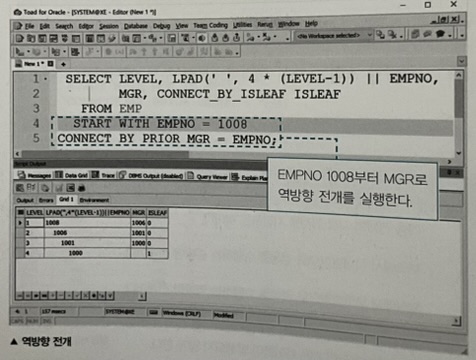 Toad for Oracle - [SYSTEM@XE - Editor (New 1 *)]
File Edit Search Editor Session Database Debug View Team Coding Utilities Rerun Window Help
<No Workspace selected>
New 1 *
1 SELECT LEVEL, LPAD(' ', 4 * (LEVEL-1)) || EMPNO,
2 MGR, CONNECT_BY_ISLEAF ISLEAF
3 FROM EMP
4 START WITH EMPNO = 1008
5 CONNECT BY PRIOR MGR = EMPNO;
Script Output
Messages Data Grid Trace DBMS Output (disabled) Query Viewer Explain Plan
EMPNO 1008부터 MGR로
역방향 전개를 실행한다.
Output Errors Grid 1 Environment
LEVEL LPAD('',4*(LEVEL-1))||EMPNO MGR ISLEAF
1 1008 1006 0
2 1006 1001 0
3 1001 1000 0
4 1000 1
4: 1 157 msecs SYSTEM@XE Windows (CRLF) Modified
CAPS NUM INS
▲ 역방향 전개